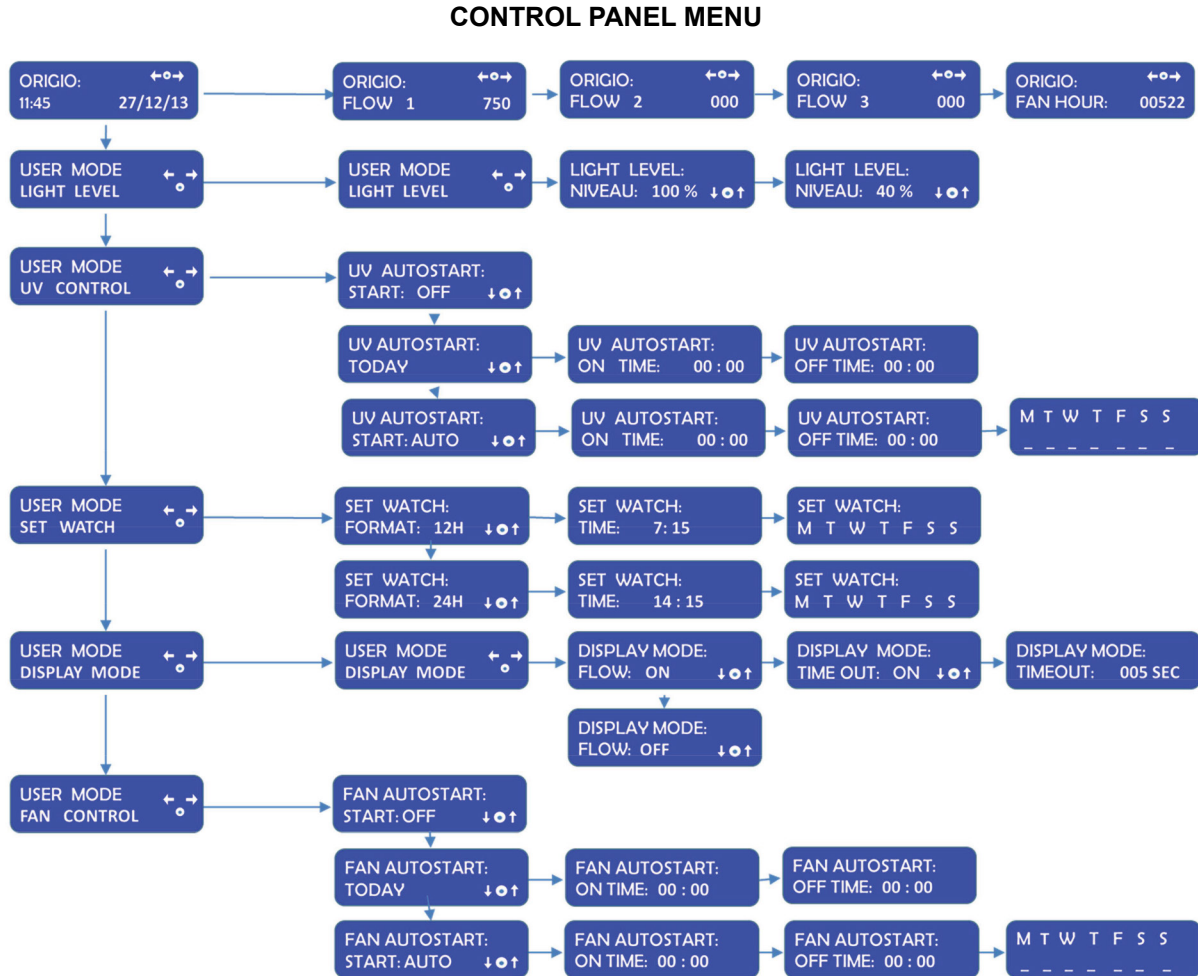 CONTROL PANEL MENU
ORIGIO: ←o→
11:45 27/12/13
ORIGIO: ←o→
FLOW 1 750
ORIGIO: ←o→
FLOW 2 000
ORIGIO: ←o→
FLOW 3 000
ORIGIO: ←o→
FAN HOUR: 00522
USER MODE ← →
LIGHT LEVEL o
USER MODE ← →
LIGHT LEVEL o
LIGHT LEVEL:
NIVEAU: 100 % ↓o↑
LIGHT LEVEL:
NIVEAU: 40 % ↓o↑
USER MODE ← →
UV CONTROL o
UV AUTOSTART:
START: OFF ↓o↑
UV AUTOSTART:
TODAY ↓o↑
UV AUTOSTART:
ON TIME: 00 : 00
UV AUTOSTART:
OFF TIME: 00 : 00
UV AUTOSTART:
START: AUTO ↓o↑
UV AUTOSTART:
ON TIME: 00 : 00
UV AUTOSTART:
OFF TIME: 00 : 00
M T W T F S S
_ _ _ _ _ _ _
USER MODE ← →
SET WATCH o
SET WATCH:
FORMAT: 12H ↓o↑
SET WATCH:
TIME: 7: 15
SET WATCH:
M T W T F S S
SET WATCH:
FORMAT: 24H ↓o↑
SET WATCH:
TIME: 14 : 15
SET WATCH:
M T W T F S S
USER MODE ← →
DISPLAY MODE o
USER MODE ← →
DISPLAY MODE o
DISPLAY MODE:
FLOW: ON ↓o↑
DISPLAY MODE:
TIME OUT: ON ↓o↑
DISPLAY MODE:
TIMEOUT: 005 SEC
DISPLAY MODE:
FLOW: OFF ↓o↑
USER MODE ← →
FAN CONTROL o
FAN AUTOSTART:
START: OFF ↓o↑
FAN AUTOSTART:
TODAY ↓o↑
FAN AUTOSTART:
ON TIME: 00 : 00
FAN AUTOSTART:
OFF TIME: 00 : 00
FAN AUTOSTART:
START: AUTO ↓o↑
FAN AUTOSTART:
ON TIME: 00 : 00
FAN AUTOSTART:
OFF TIME: 00 : 00
M T W T F S S
_ _ _ _ _ _ _